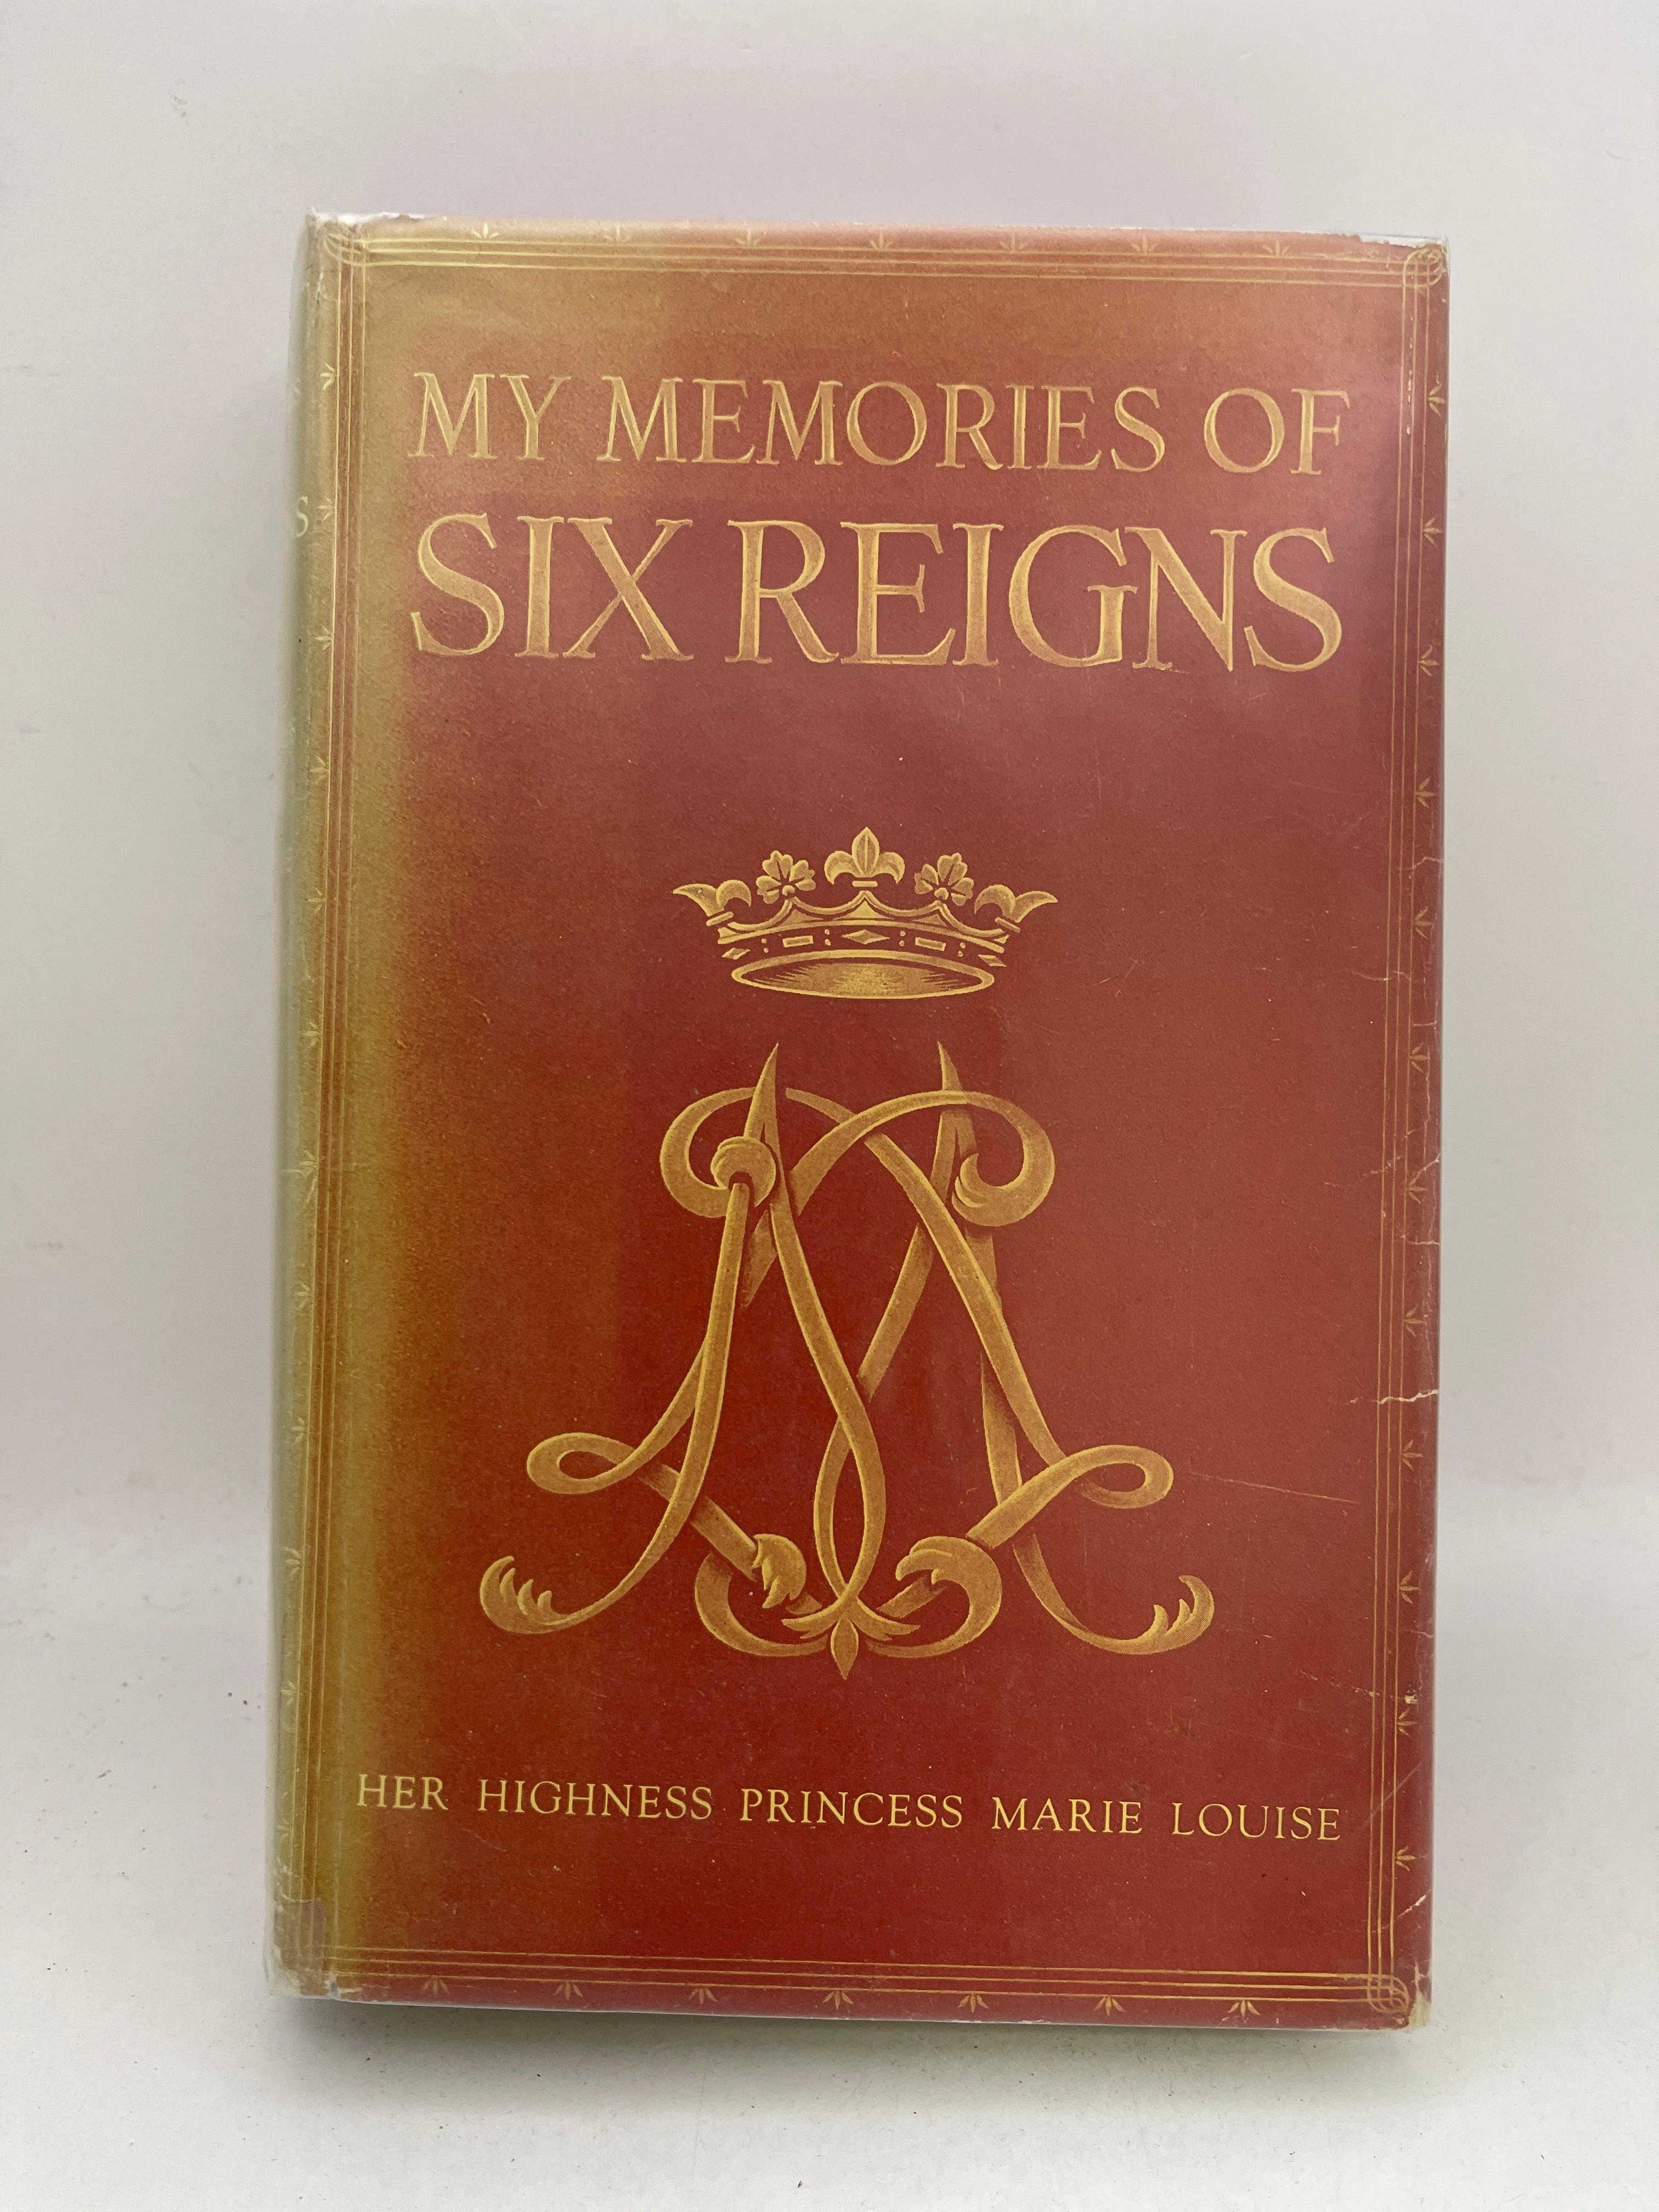 MY MEMORIES OF
SIX REIGNS
HER HIGHNESS PRINCESS MARIE LOUISE
S